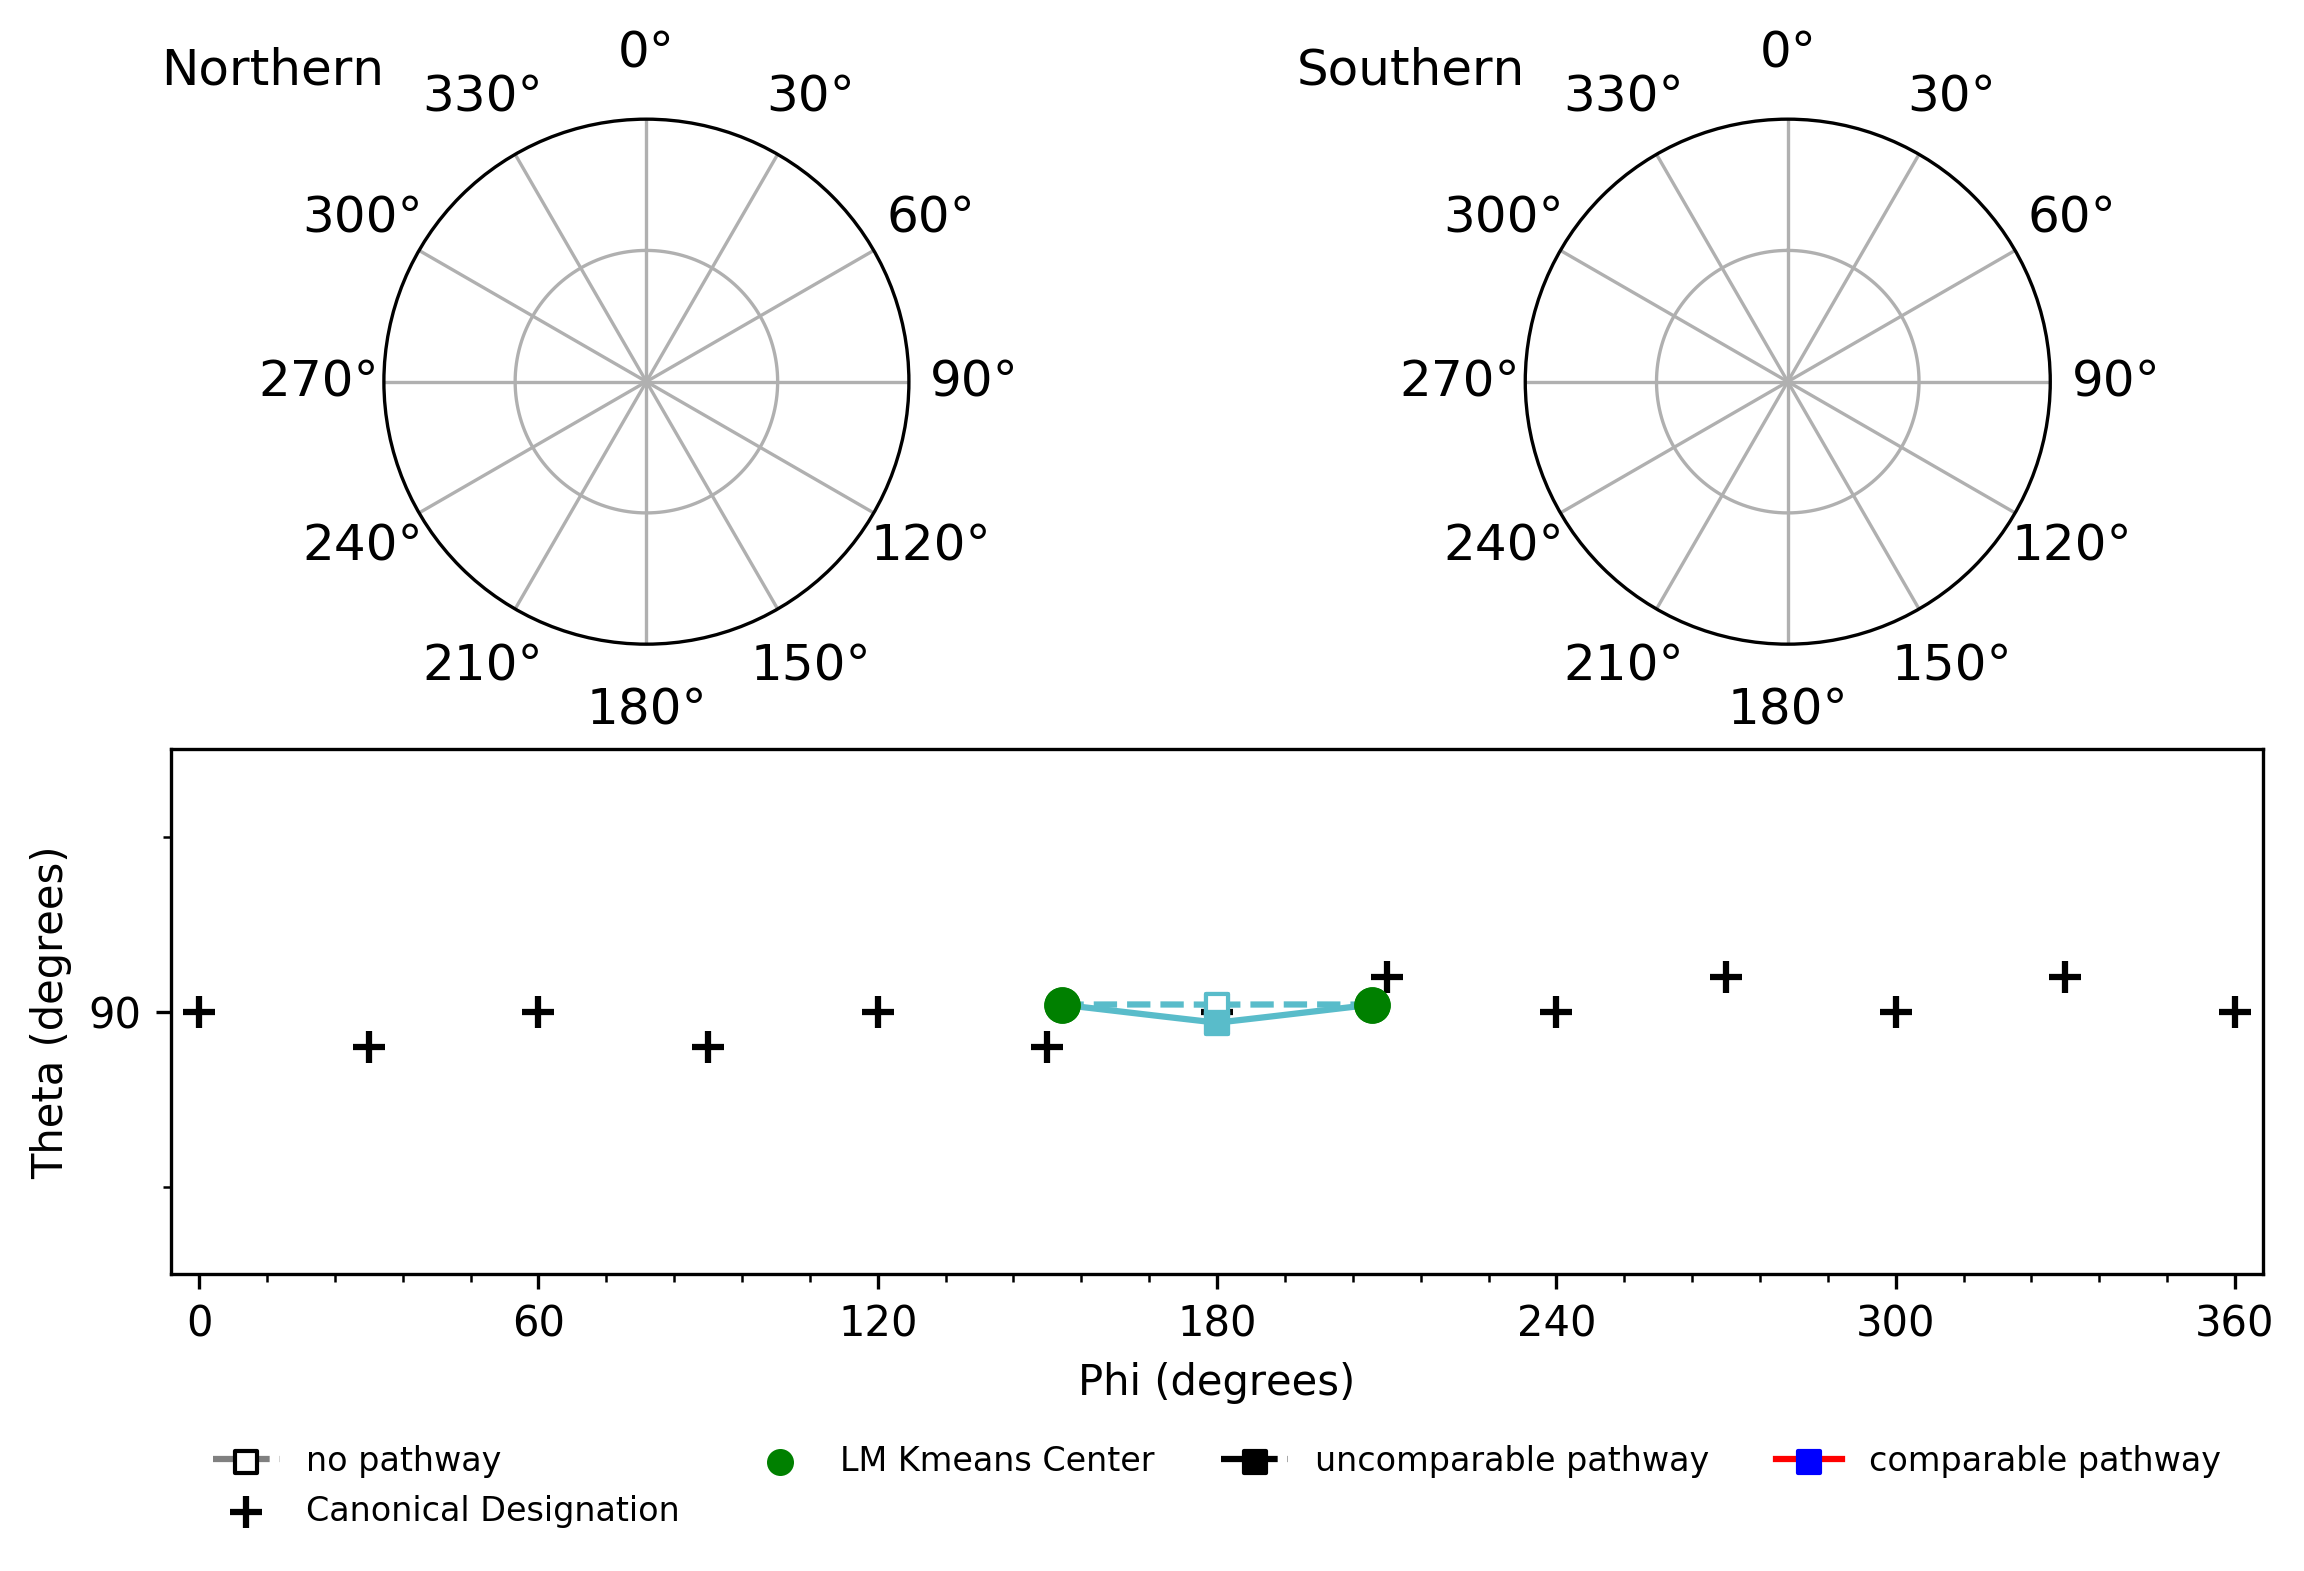 Northern
0°
30°
60°
90°
120°
150°
180°
210°
240°
270°
300°
330°
Southern
0°
30°
60°
90°
120°
150°
180°
210°
240°
270°
300°
330°
Theta (degrees)
90
0 60 120 180 240 300 360
Phi (degrees)
no pathway
Canonical Designation
LM Kmeans Center
uncomparable pathway
comparable pathway